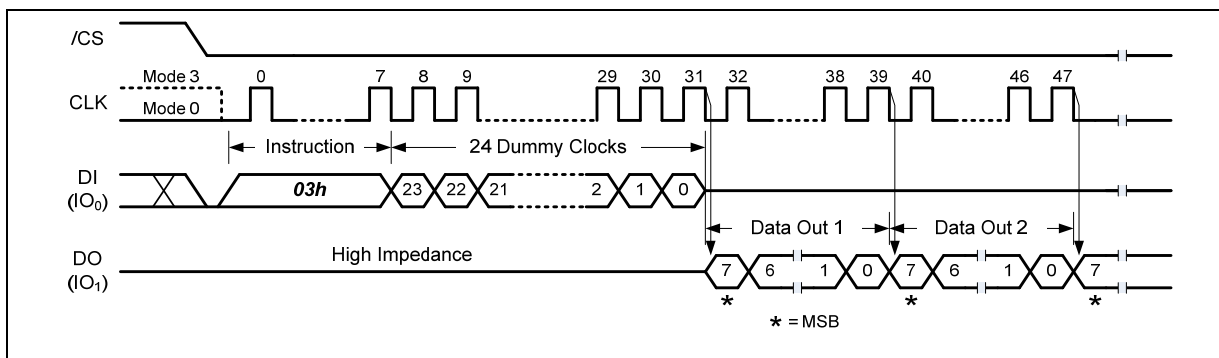 /CS
Mode 3 0 7 8 9 29 30 31 32 38 39 40 46 47
CLK
Mode 0
Instruction 24 Dummy Clocks
DI 03h 23 22 21 2 1 0
(IO0)
Data Out 1 Data Out 2
High Impedance
DO 7 6 1 0 7 6 1 0 7
(IO1)
* * *
* = MSB